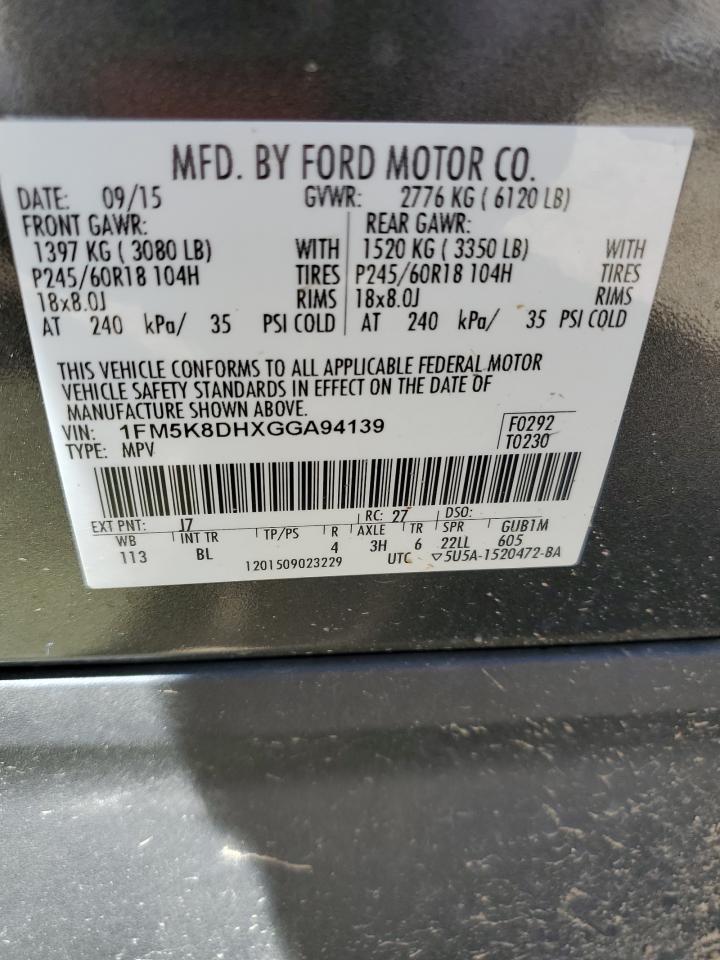 MFD. BY FORD MOTOR CO.
DATE: 09/15 GVWR: 2776 KG ( 6120 LB)
FRONT GAWR: REAR GAWR:
1397 KG ( 3080 LB) WITH 1520 KG ( 3350 LB) WITH
P245/60R18 104H TIRES P245/60R18 104H TIRES
18x8.0J RIMS 18x8.0J RIMS
AT 240 kPa/ 35 PSI COLD AT 240 kPa/ 35 PSI COLD
THIS VEHICLE CONFORMS TO ALL APPLICABLE FEDERAL MOTOR
VEHICLE SAFETY STANDARDS IN EFFECT ON THE DATE OF
MANUFACTURE SHOWN ABOVE.
VIN: 1FM5K8DHXGGA94139 F0292
TYPE: MPV T0230
EXT PNT: J7 RC: 27 DSO:
WB INT TR TP/PS R AXLE TR SPR GUB1M
113 BL 4 3H 6 22LL 605
1201509023229 UTC ▽5U5A-1520472-BA